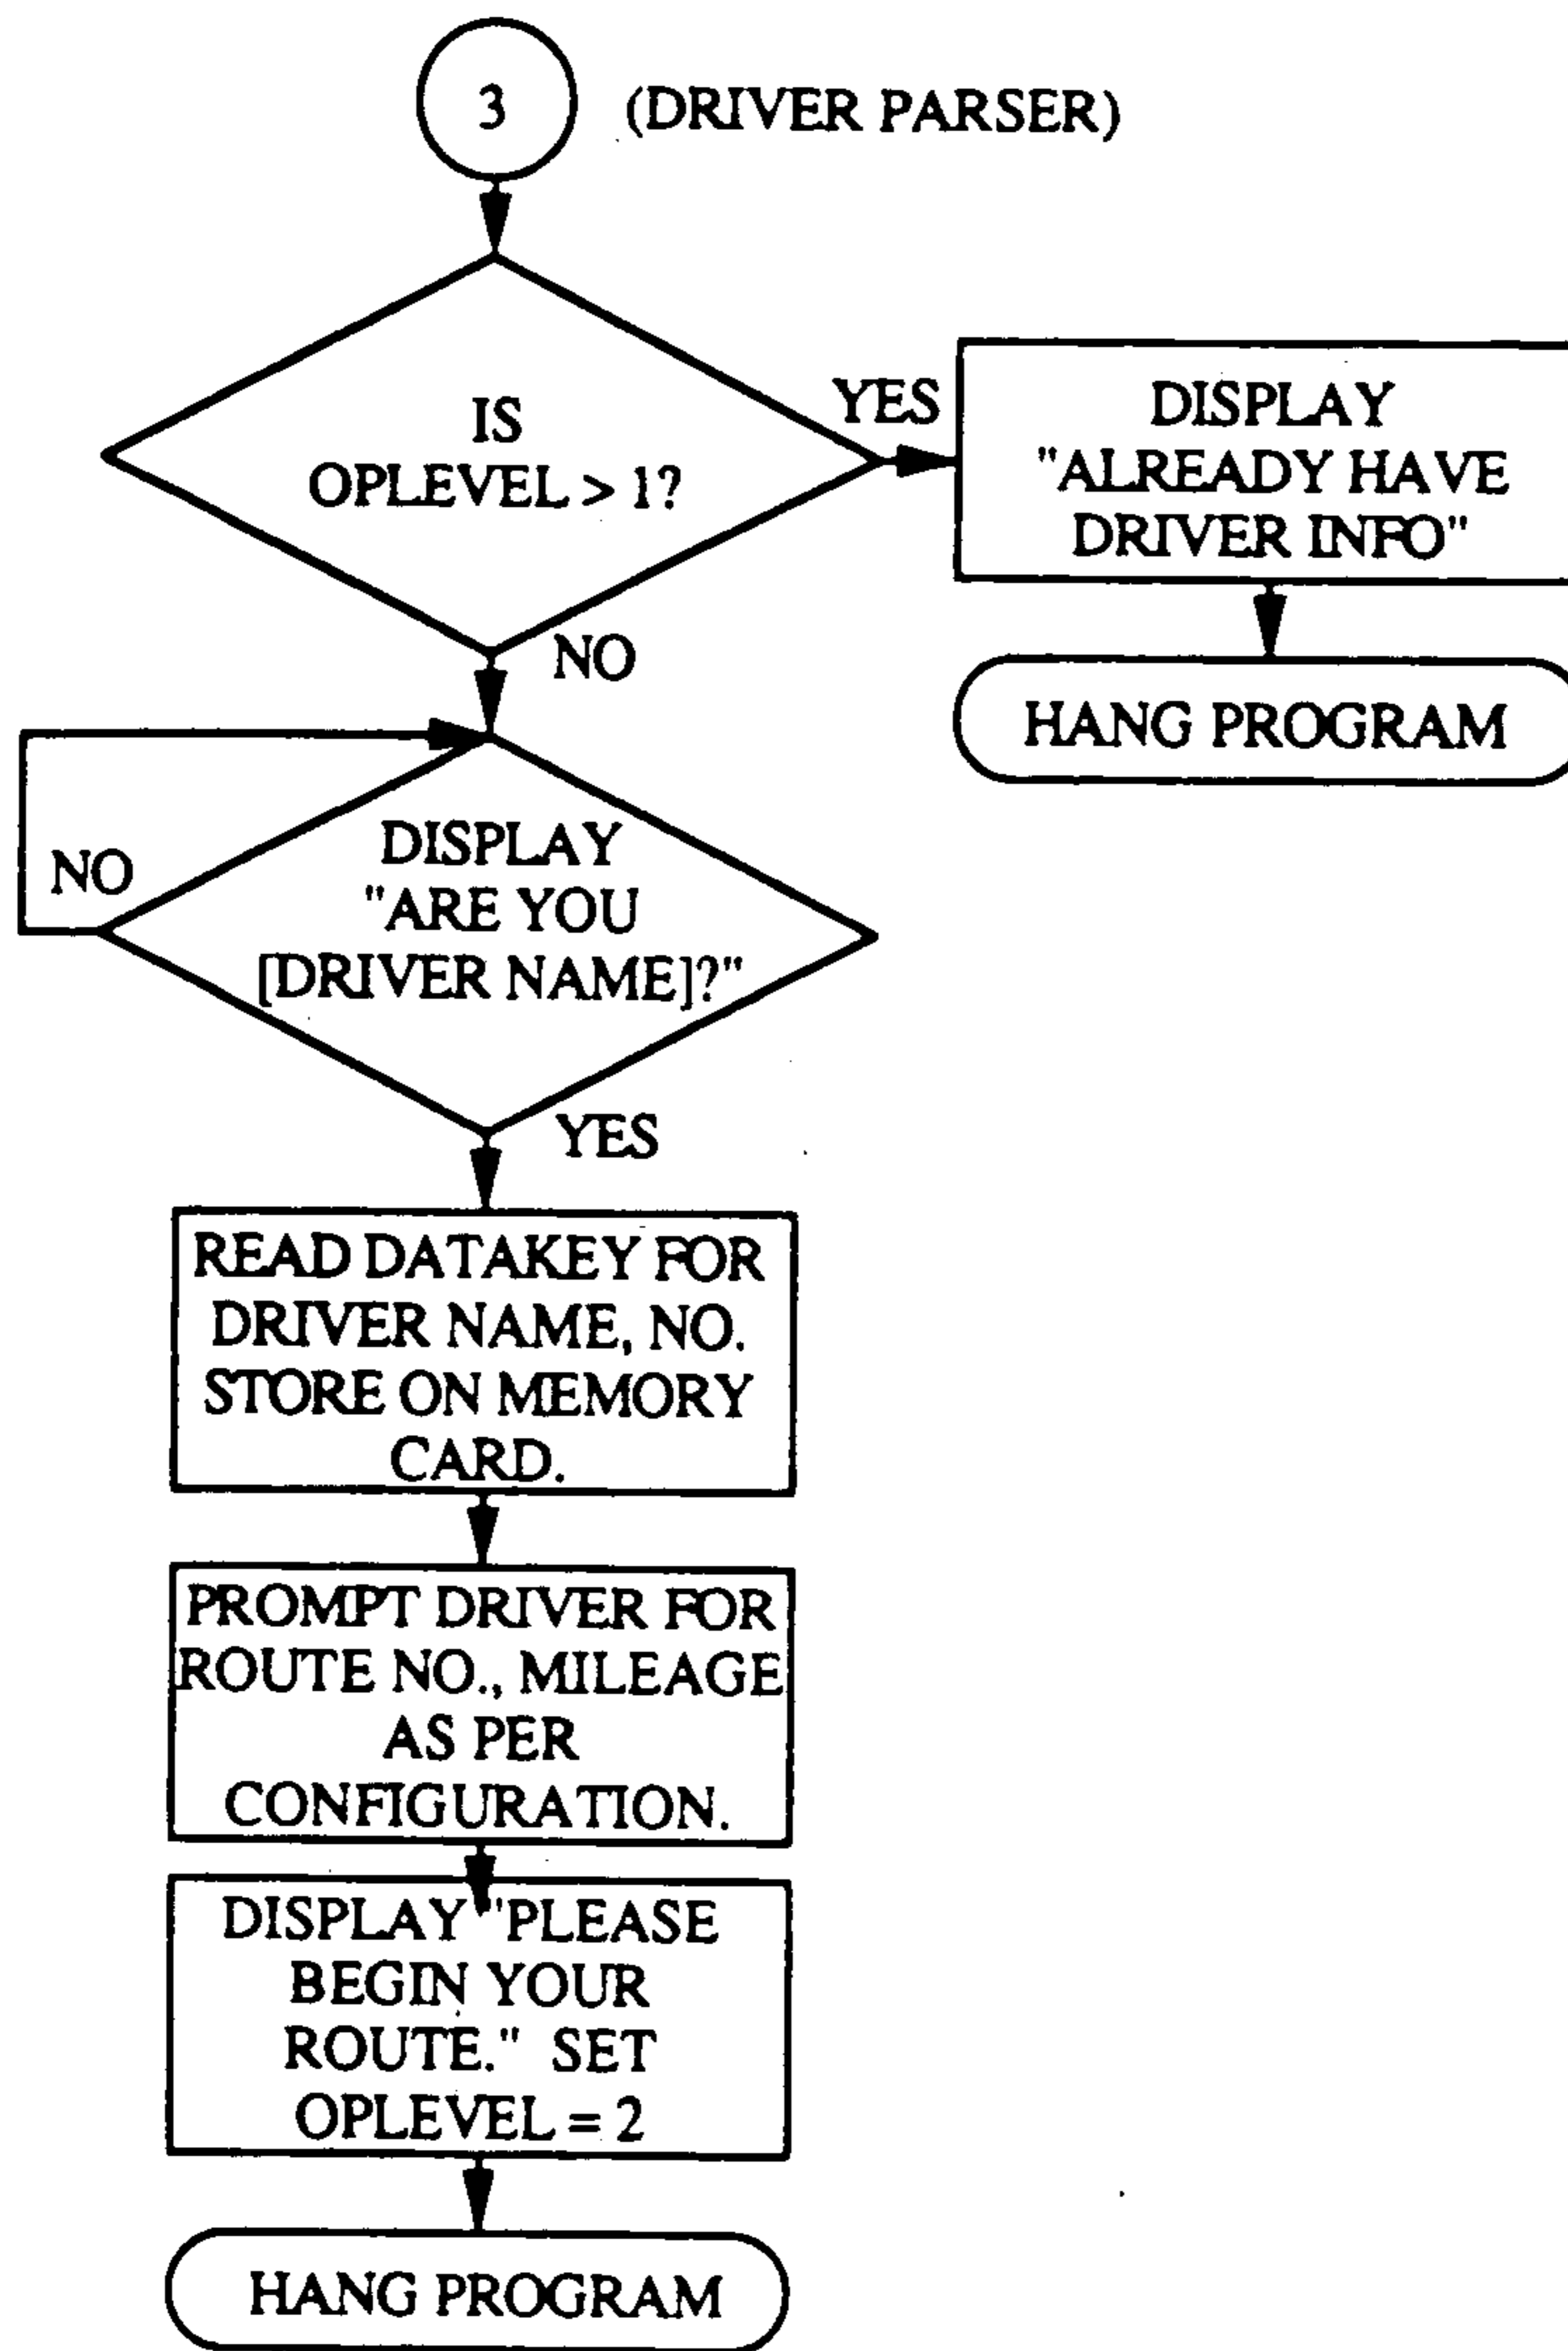 3
(DRIVER PARSER)
IS
OPLEVEL > 1?
YES
DISPLAY
"ALREADY HAVE
DRIVER INFO"
NO
HANG PROGRAM
NO
DISPLAY
"ARE YOU
[DRIVER NAME]?"
YES
READ DATAKEY FOR
DRIVER NAME, NO.
STORE ON MEMORY
CARD.
PROMPT DRIVER FOR
ROUTE NO., MILEAGE
AS PER
CONFIGURATION.
DISPLAY "PLEASE
BEGIN YOUR
ROUTE." SET
OPLEVEL = 2
HANG PROGRAM